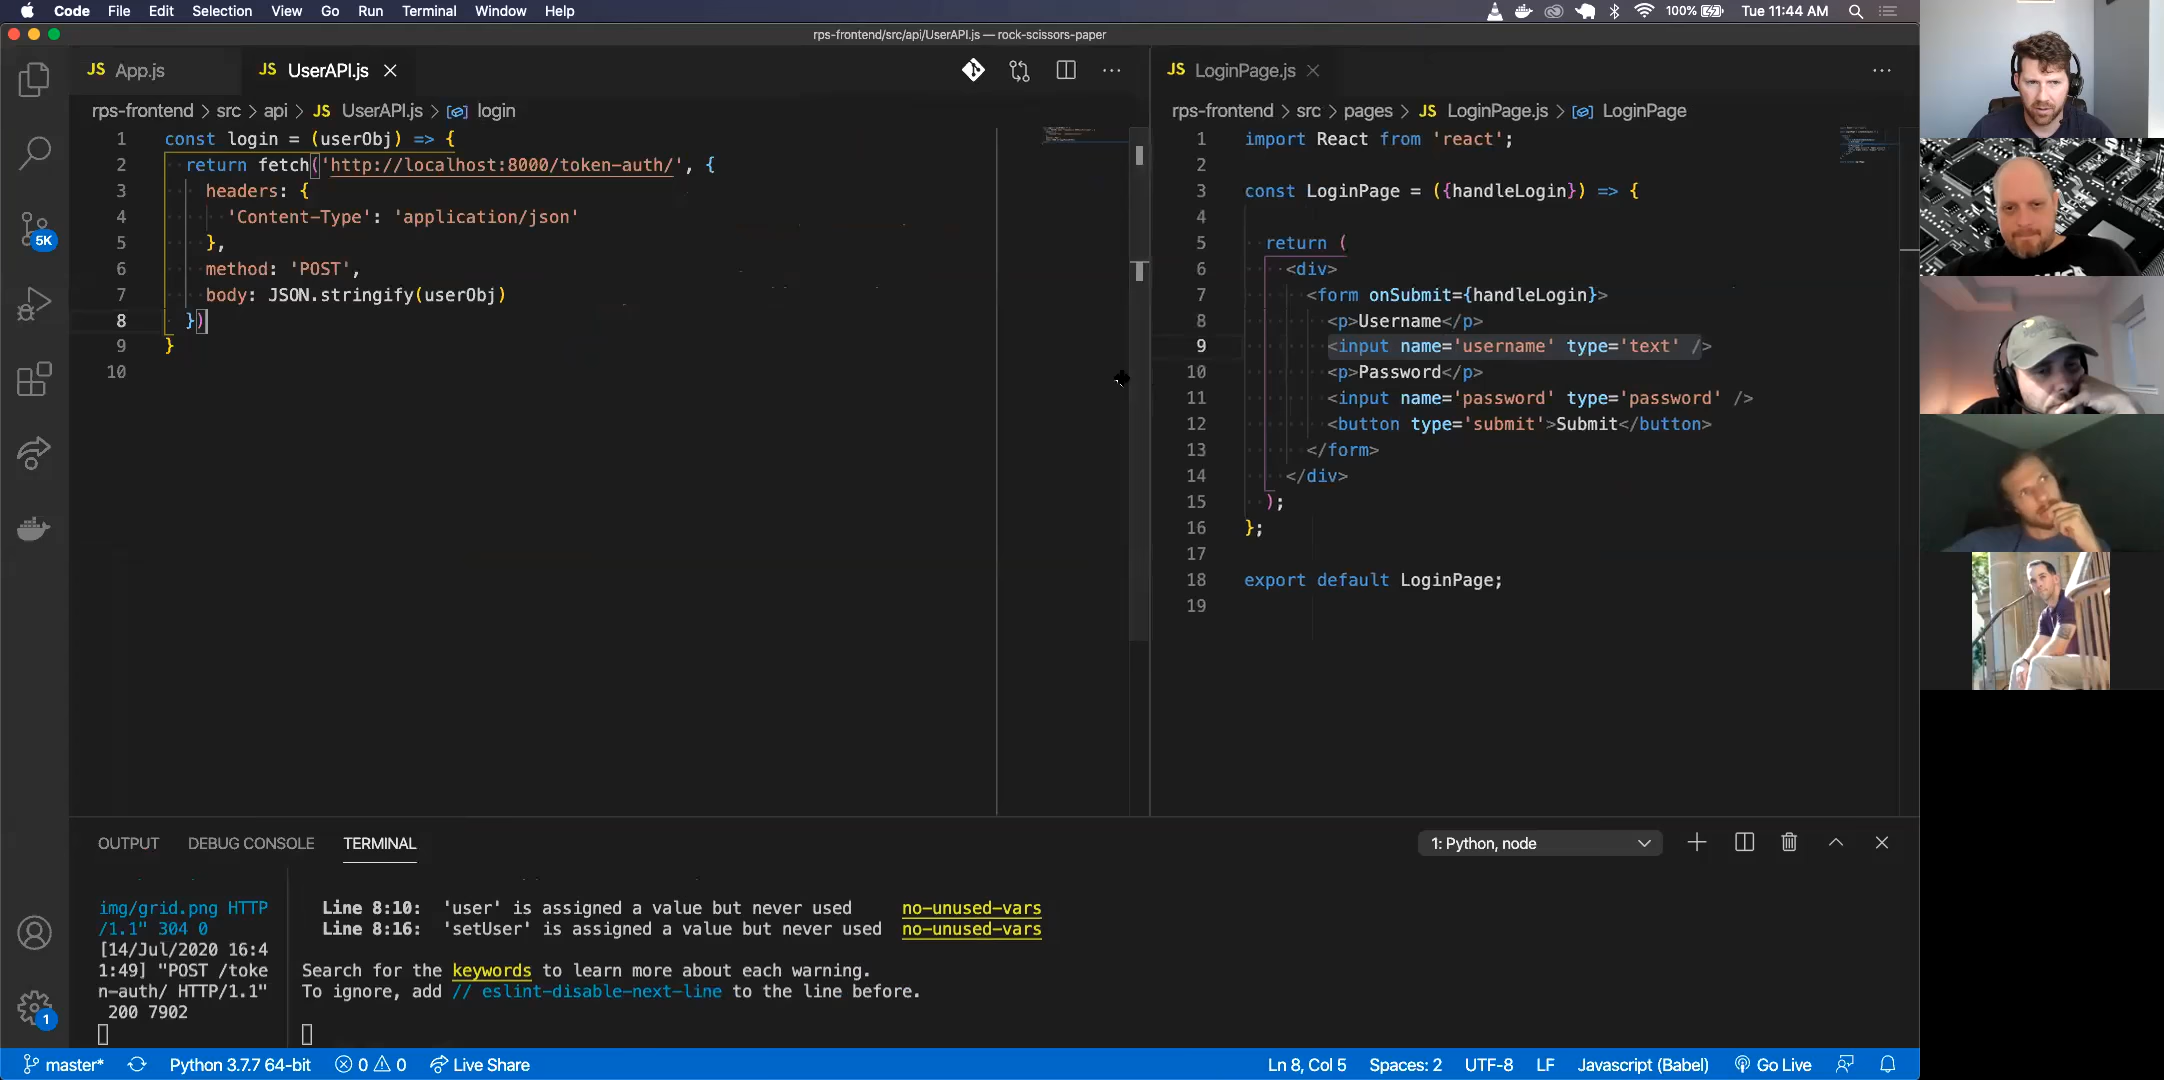 Code File Edit Selection View Go Run Terminal Window Help
100% Tue 11:44 AM
rps-frontend/src/api/UserAPI.js — rock-scissors-paper
JS App.js JS UserAPI.js
rps-frontend > src > api > JS UserAPI.js > login
1 const login = (userObj) => {
2 return fetch('http://localhost:8000/token-auth/', {
3 headers: {
4 'Content-Type': 'application/json'
5 },
6 method: 'POST',
7 body: JSON.stringify(userObj)
8 })
9 }
10
5K
JS LoginPage.js
rps-frontend > src > pages > JS LoginPage.js > LoginPage
1 import React from 'react';
2
3 const LoginPage = ({handleLogin}) => {
4
5 return (
6 <div>
7 <form onSubmit={handleLogin}>
8 <p>Username</p>
9 <input name='username' type='text' />
10 <p>Password</p>
11 <input name='password' type='password' />
12 <button type='submit'>Submit</button>
13 </form>
14 </div>
15 );
16 };
17
18 export default LoginPage;
19
OUTPUT DEBUG CONSOLE TERMINAL
1: Python, node
img/grid.png HTTP
/1.1" 304 0
[14/Jul/2020 16:4
1:49] "POST /toke
n-auth/ HTTP/1.1"
200 7902
Line 8:10: 'user' is assigned a value but never used no-unused-vars
Line 8:16: 'setUser' is assigned a value but never used no-unused-vars
Search for the keywords to learn more about each warning.
To ignore, add // eslint-disable-next-line to the line before.
1
master* Python 3.7.7 64-bit 0 0 Live Share
Ln 8, Col 5 Spaces: 2 UTF-8 LF Javascript (Babel) Go Live